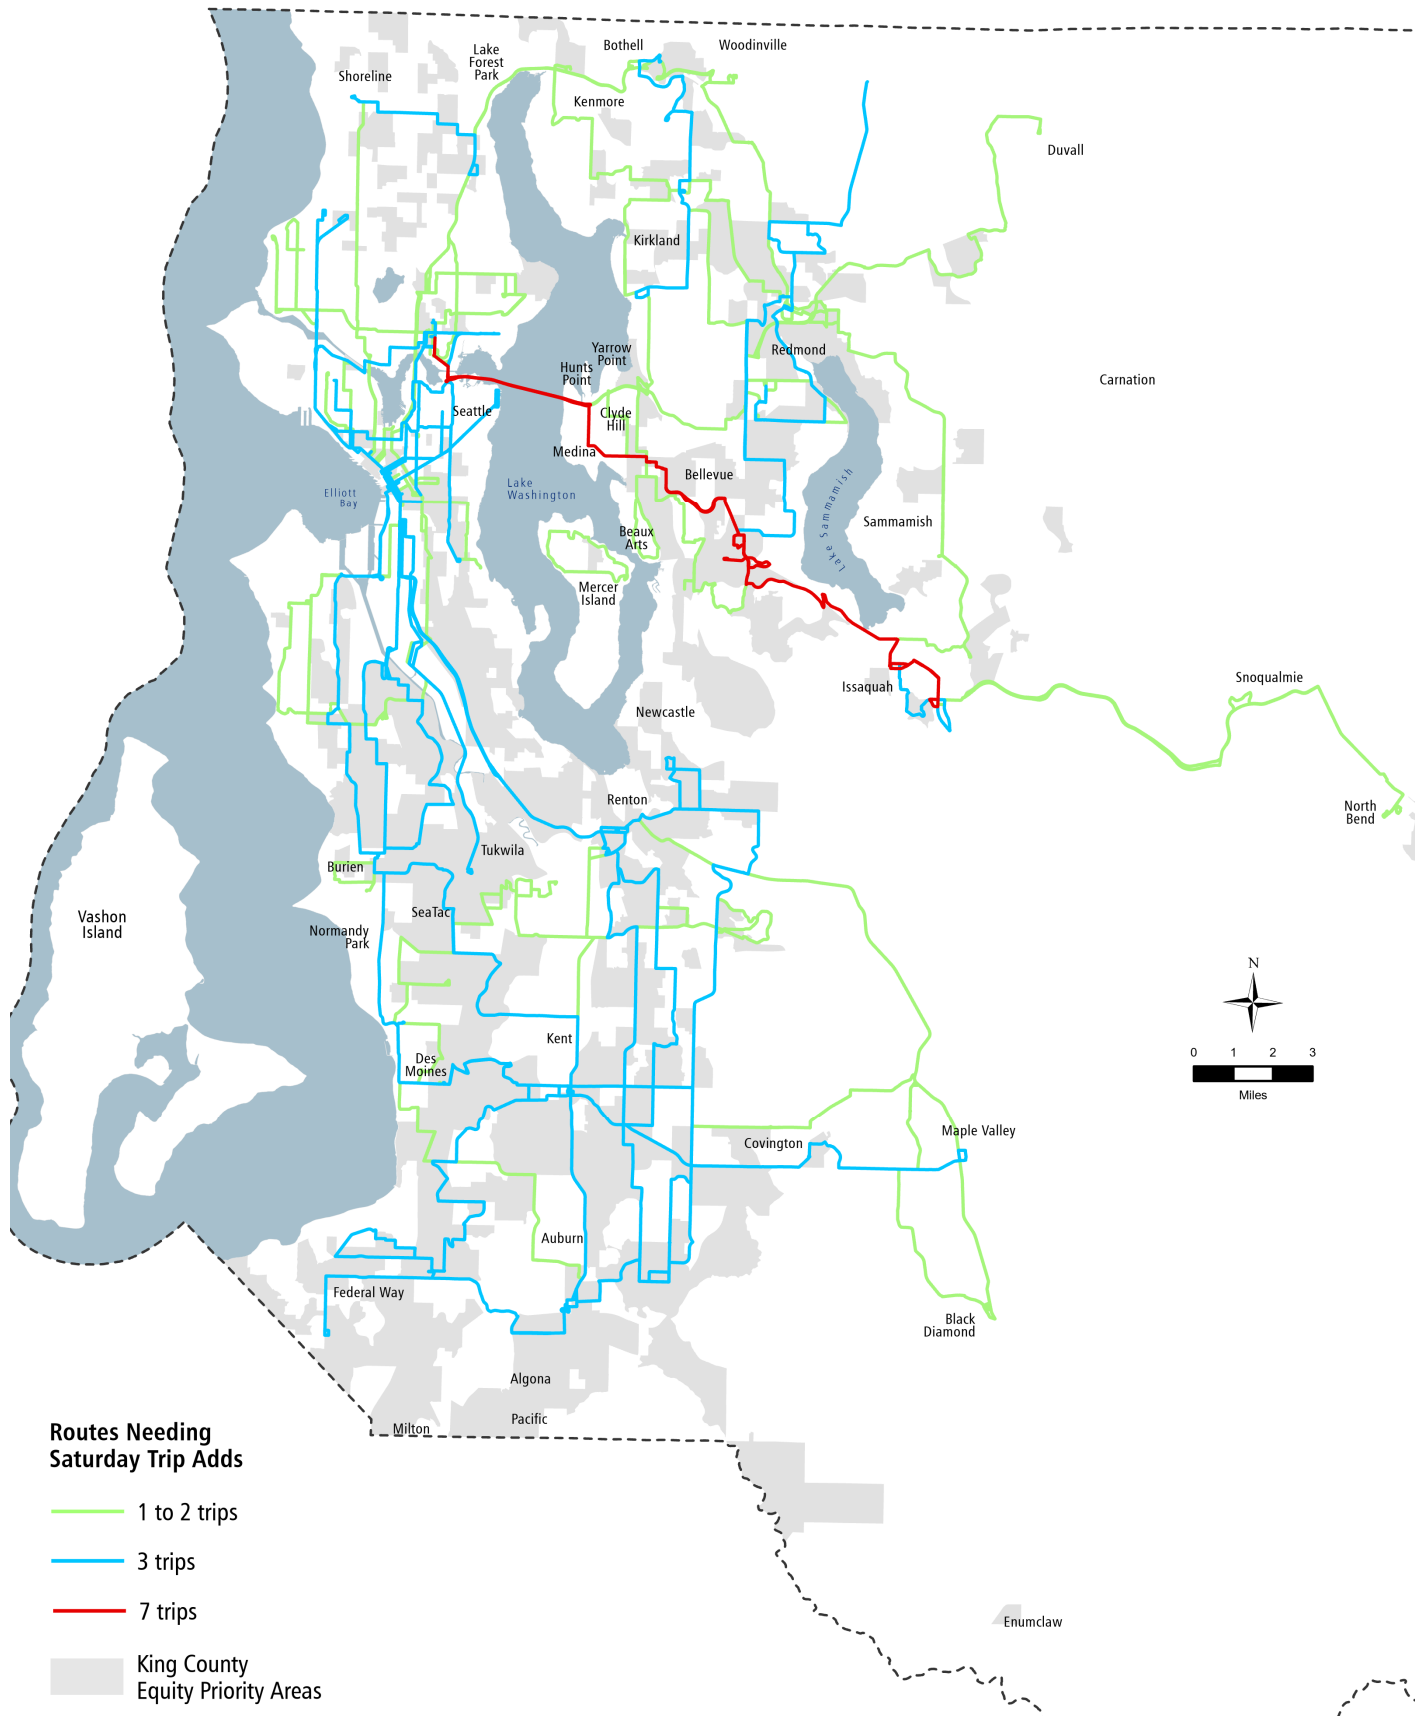 Bothell
Woodinville
Lake
Forest
Park
Shoreline
Kenmore
Duvall
Kirkland
Yarrow
Point
Hunts
Point
Redmond
Carnation
Seattle
Clyde
Hill
Medina
Bellevue
Elliott
Bay
Lake
Washington
Lake Sammamish
Sammamish
Beaux
Arts
Mercer
Island
Snoqualmie
Issaquah
Newcastle
Renton
North
Bend
Tukwila
Burien
SeaTac
Vashon
Island
Normandy
Park
N
Kent
Des
Moines
0 1 2 3
Miles
Maple Valley
Covington
Auburn
Federal Way
Black
Diamond
Algona
Pacific
Milton
Routes Needing
Saturday Trip Adds
1 to 2 trips
3 trips
7 trips
King County
Equity Priority Areas
Enumclaw